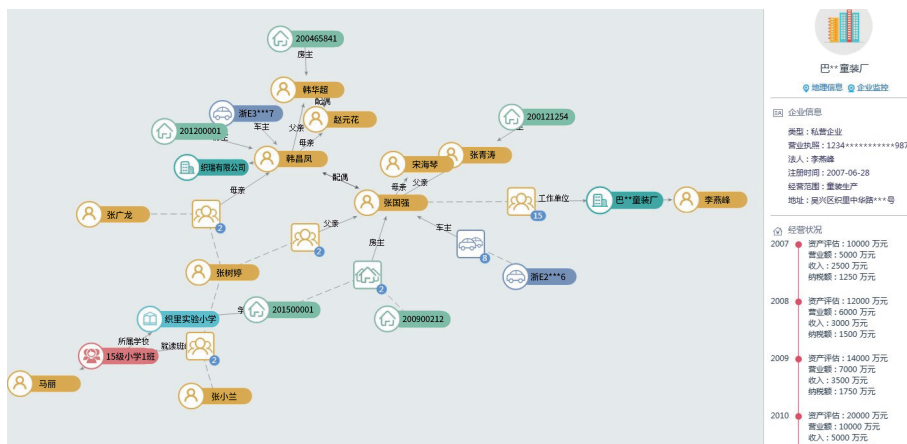 200465841
房主
韩华超
配偶
浙E3***7
车主
赵元花
200121254
201200001
父亲
母亲
织瑞有限公司
韩昌凤
宋海琴
张青涛
配偶
母亲
父亲
母亲
张国强
工作单位
15
巴**童装厂
李燕峰
张广龙
2
父亲
2
房主
车主
8
张树婷
浙E2***6
2
织里实验小学
201500001
200900212
所属学校
15级小学1班
就读班
2
马丽
张小兰
巴**童装厂
地理信息
企业监控
企业信息
类型：私营企业
营业执照：1234***********987
法人：李燕峰
注册时间：2007-06-28
经营范围：童装生产
地址：吴兴区织里中华路***号
经营状况
2007
资产评估：10000 万元
营业额：5000 万元
收入：2500 万元
纳税额：1250 万元
2008
资产评估：12000 万元
营业额：6000 万元
收入：3000 万元
纳税额：1500 万元
2009
资产评估：14000 万元
营业额：7000 万元
收入：3500 万元
纳税额：1750 万元
2010
资产评估：20000 万元
营业额：10000 万元
收入：5000 万元